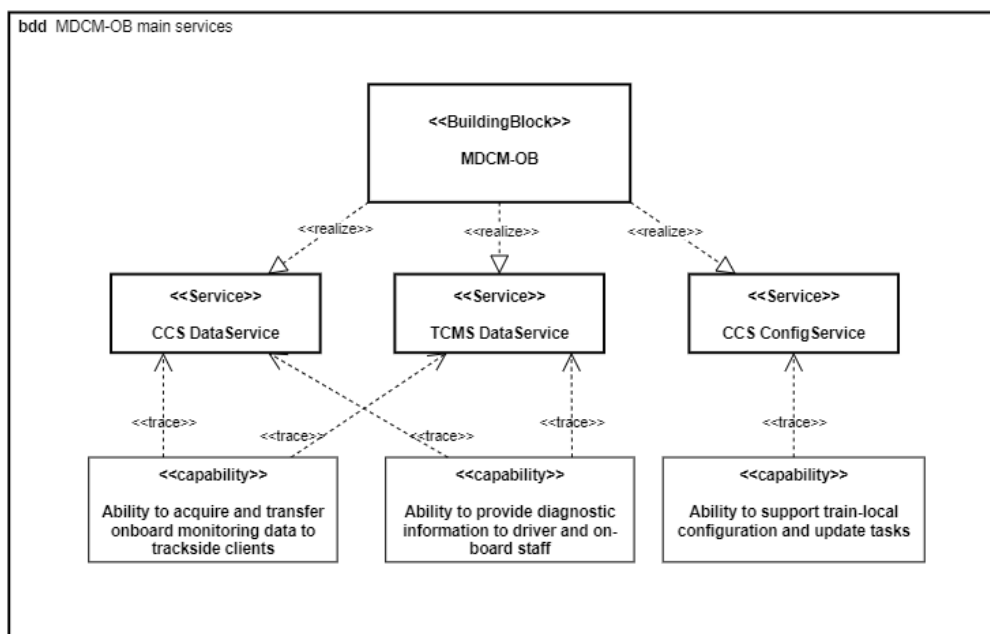 bdd MDCM-OB main services
<<BuildingBlock>>
MDCM-OB
<<realize>>
<<realize>>
<<realize>>
<<Service>>
CCS DataService
<<Service>>
TCMS DataService
<<Service>>
CCS ConfigService
<<trace>>
<<trace>>
<<trace>>
<<trace>>
<<trace>>
<<capability>>
Ability to acquire and transfer
onboard monitoring data to
trackside clients
<<capability>>
Ability to provide diagnostic
information to driver and on-
board staff
<<capability>>
Ability to support train-local
configuration and update tasks